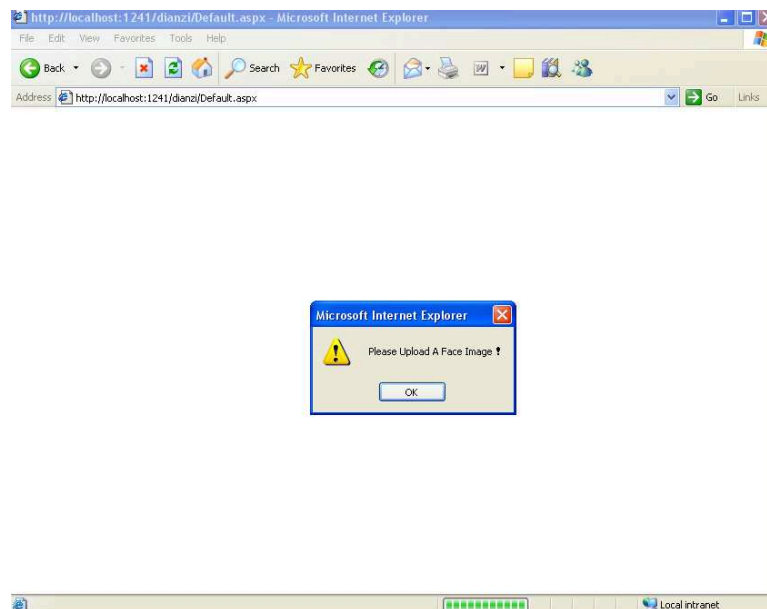 http://localhost:1241/dianzi/Default.aspx - Microsoft Internet Explorer
File Edit View Favorites Tools Help
Back Search Favorites
Address http://localhost:1241/dianzi/Default.aspx Go Links
Microsoft Internet Explorer
Please Upload A Face Image !
OK
Local intranet